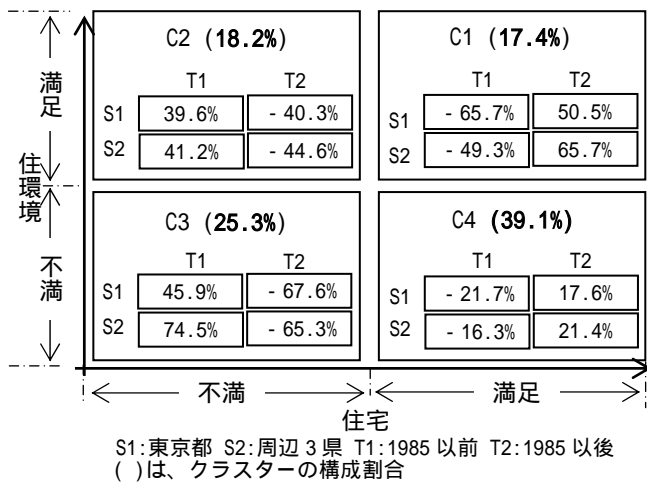 C2 (18.2%)
T1 T2
S1 39.6% - 40.3%
S2 41.2% - 44.6%
C1 (17.4%)
T1 T2
S1 - 65.7% 50.5%
S2 - 49.3% 65.7%
C3 (25.3%)
T1 T2
S1 45.9% - 67.6%
S2 74.5% - 65.3%
C4 (39.1%)
T1 T2
S1 - 21.7% 17.6%
S2 - 16.3% 21.4%
満足
住環境
不満
不満 満足
住宅
S1:東京都 S2:周辺3県 T1:1985以前 T2:1985以後
( )は、クラスターの構成割合